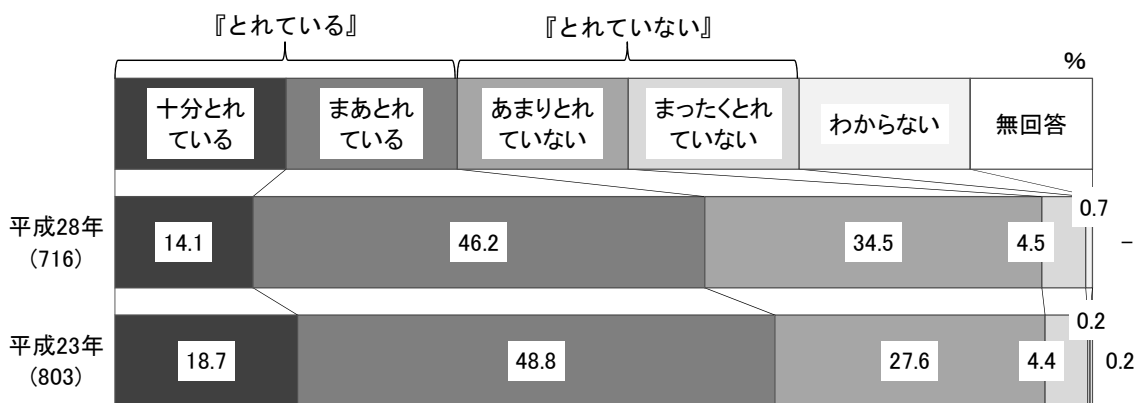 『とれている』 『とれていない』
%
十分とれ
ている
まあとれ
ている
あまりとれ
ていない
まったくとれ
ていない
わからない
無回答
平成28年
(716)
14.1 46.2 34.5 4.5 0.7 -
平成23年
(803)
18.7 48.8 27.6 4.4 0.2 0.2